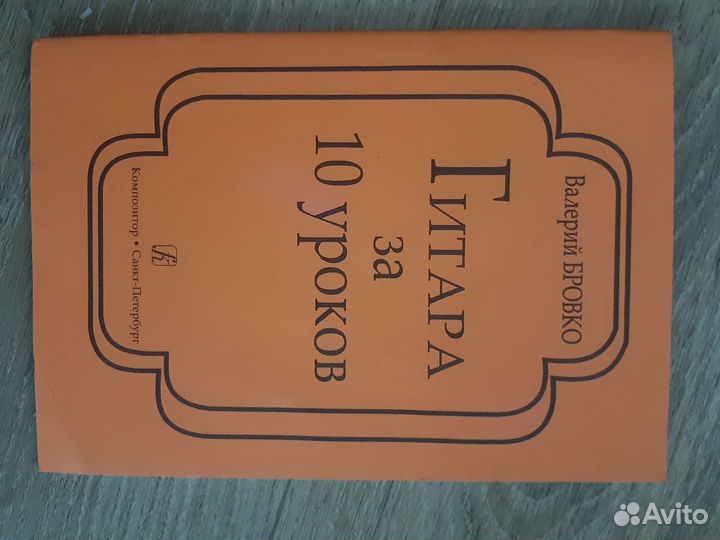 Валерий БРОВКО
ГИТАРА
за
10 уроков
Композитор • Санкт-Петербург
Avito